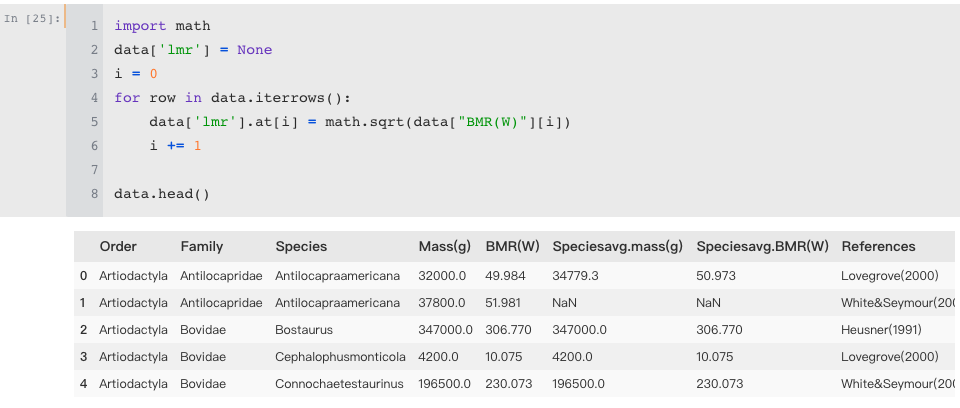 In [25]:
1 import math
2 data['lmr'] = None
3 i = 0
4 for row in data.iterrows():
5     data['lmr'].at[i] = math.sqrt(data["BMR(W)"][i])
6     i += 1
7
8 data.head()
Order Family Species Mass(g) BMR(W) Speciesavg.mass(g) Speciesavg.BMR(W) References
0 Artiodactyla Antilocapridae Antilocapraamericana 32000.0 49.984 34779.3 50.973 Lovegrove(2000)
1 Artiodactyla Antilocapridae Antilocapraamericana 37800.0 51.981 NaN NaN White&Seymour(200
2 Artiodactyla Bovidae Bostaurus 347000.0 306.770 347000.0 306.770 Heusner(1991)
3 Artiodactyla Bovidae Cephalophusmonticola 4200.0 10.075 4200.0 10.075 Lovegrove(2000)
4 Artiodactyla Bovidae Connochaetestaurinus 196500.0 230.073 196500.0 230.073 White&Seymour(200